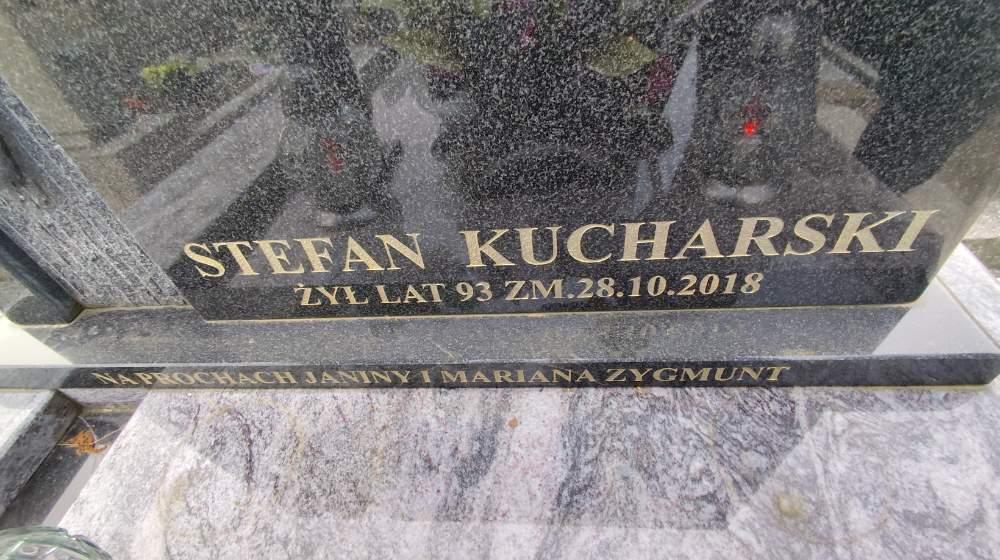 STEFAN KUCHARSKI
ŻYŁ LAT 93 ZM.28.10.2018
NA PROCHACH JANINY I MARIANA ZYGMUNT